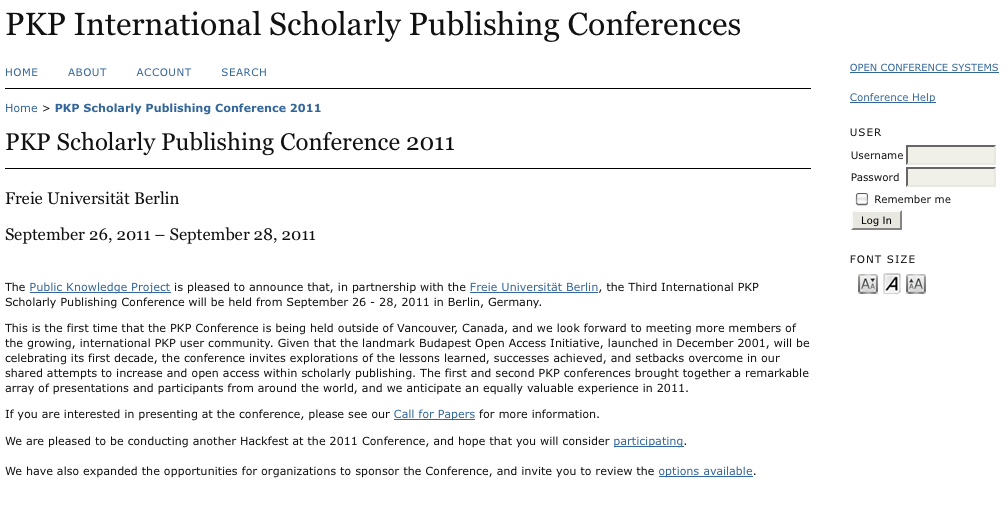 PKP International Scholarly Publishing Conferences
HOME ABOUT ACCOUNT SEARCH
Home > PKP Scholarly Publishing Conference 2011
PKP Scholarly Publishing Conference 2011
Freie Universität Berlin
September 26, 2011 – September 28, 2011
The Public Knowledge Project is pleased to announce that, in partnership with the Freie Universität Berlin, the Third International PKP
Scholarly Publishing Conference will be held from September 26 - 28, 2011 in Berlin, Germany.
This is the first time that the PKP Conference is being held outside of Vancouver, Canada, and we look forward to meeting more members of
the growing, international PKP user community. Given that the landmark Budapest Open Access Initiative, launched in December 2001, will be
celebrating its first decade, the conference invites explorations of the lessons learned, successes achieved, and setbacks overcome in our
shared attempts to increase and open access within scholarly publishing. The first and second PKP conferences brought together a remarkable
array of presentations and participants from around the world, and we anticipate an equally valuable experience in 2011.
If you are interested in presenting at the conference, please see our Call for Papers for more information.
We are pleased to be conducting another Hackfest at the 2011 Conference, and hope that you will consider participating.
We have also expanded the opportunities for organizations to sponsor the Conference, and invite you to review the options available.
OPEN CONFERENCE SYSTEMS
Conference Help
USER
Username
Password
Remember me
Log In
FONT SIZE
A A A